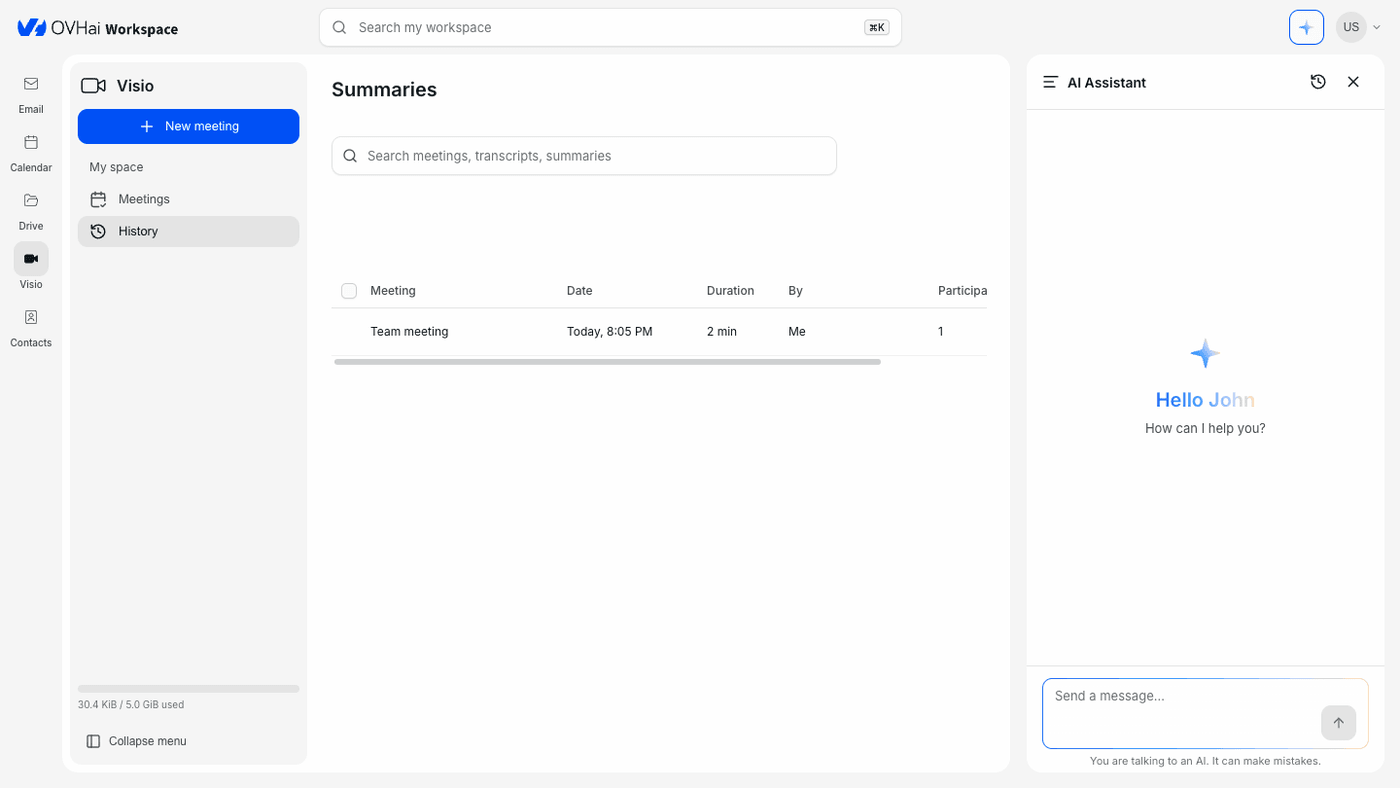 OVHai Workspace
Search my workspace
⌘K
US
Email
Calendar
Drive
Visio
Contacts
Visio
New meeting
My space
Meetings
History
30.4 KiB / 5.0 GiB used
Collapse menu
Summaries
Search meetings, transcripts, summaries
Meeting Date Duration By Participa
Team meeting Today, 8:05 PM 2 min Me 1
AI Assistant
Hello John
How can I help you?
Send a message...
You are talking to an AI. It can make mistakes.